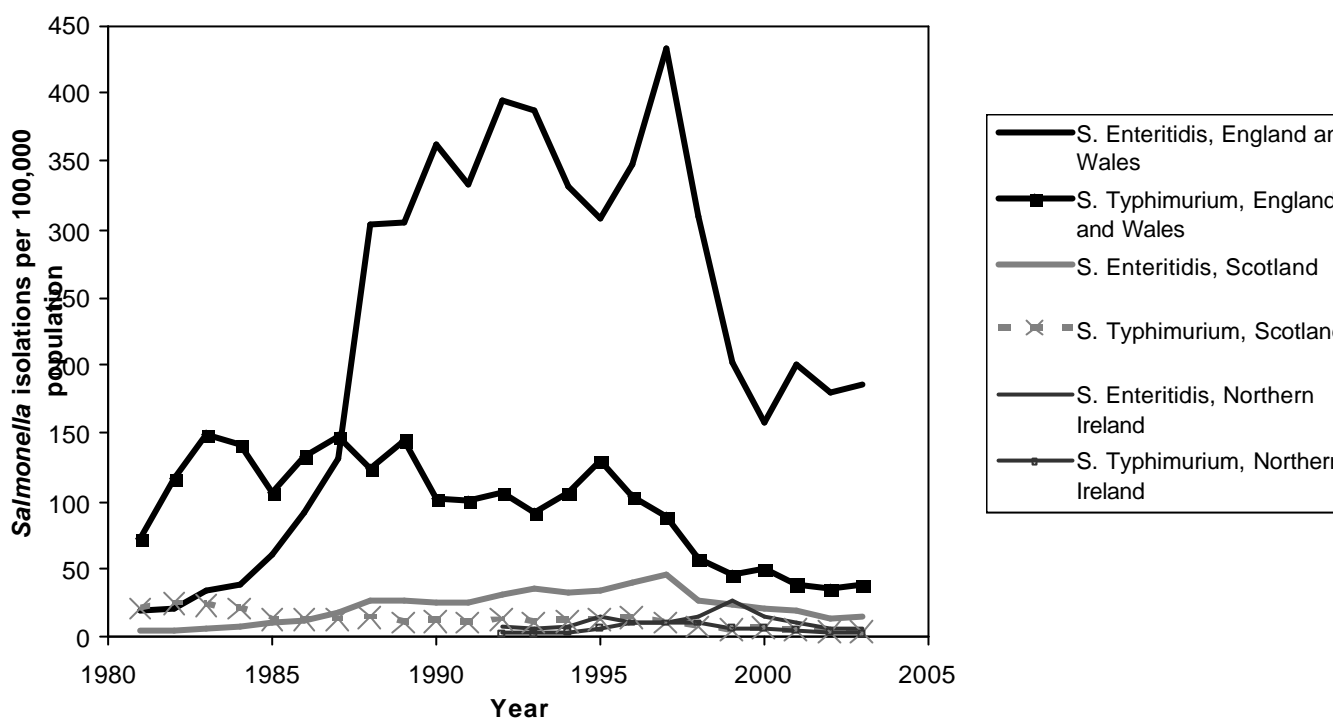 450
400
350
300
250
200
150
100
50
0
Salmonella isolations per 100,000
population
1980
1985
1990
1995
2000
2005
Year
S. Enteritidis, England an
Wales
S. Typhimurium, England
and Wales
S. Enteritidis, Scotland
S. Typhimurium, Scotland
S. Enteritidis, Northern
Ireland
S. Typhimurium, Northern
Ireland